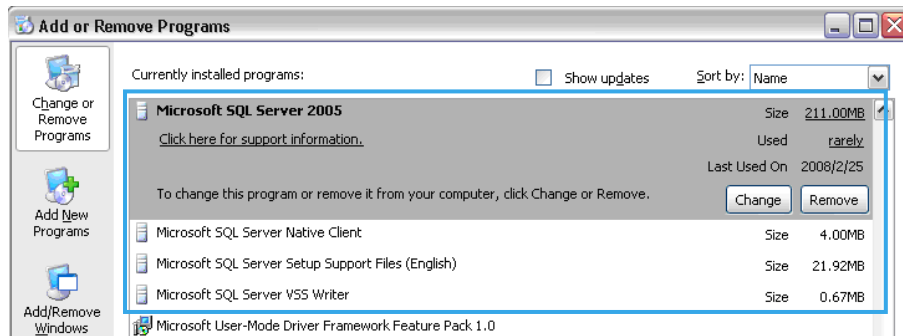 Add or Remove Programs
Change or
Remove
Programs
Add New
Programs
Add/Remove
Windows
Currently installed programs:
Show updates
Sort by: Name
Microsoft SQL Server 2005
Size 211.00MB
Click here for support information.
Used rarely
Last Used On 2008/2/25
To change this program or remove it from your computer, click Change or Remove.
Change Remove
Microsoft SQL Server Native Client Size 4.00MB
Microsoft SQL Server Setup Support Files (English) Size 21.92MB
Microsoft SQL Server VSS Writer Size 0.67MB
Microsoft User-Mode Driver Framework Feature Pack 1.0